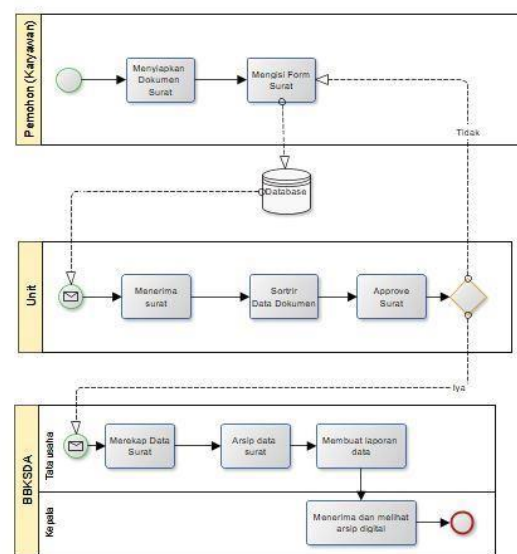 Pemohon (Karyawan)
Menyiapkan
Dokumen
Surat
Mengisi Form
Surat
Tidak
Database
Unit
Menerima
surat
Sortrir
Data Dokumen
Approve
Surat
Iya
BBKSDA
Tata usaha
Merekap Data
Surat
Arsip data
surat
Membuat laporan
data
Kepala
Menerima dan melihat
arsip digital